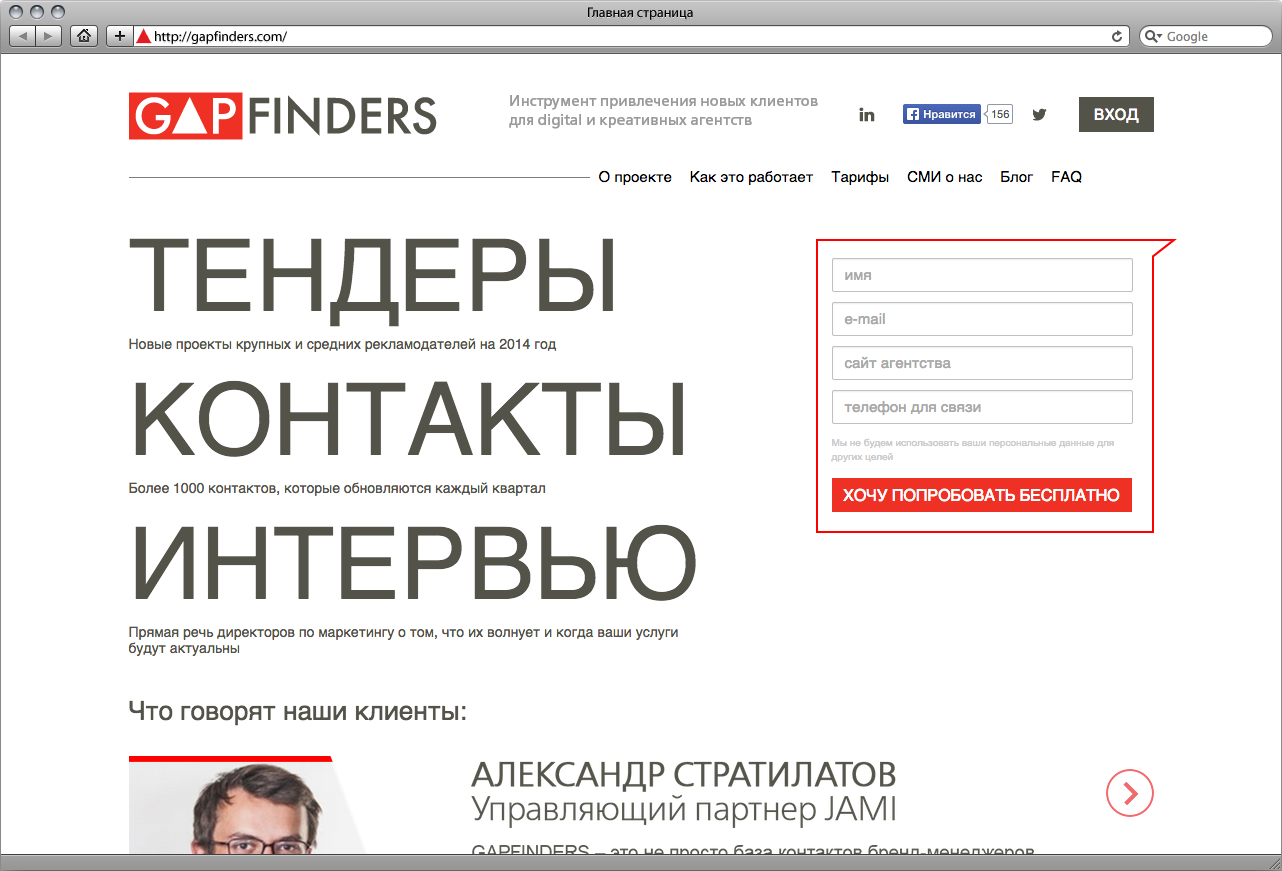 Главная страница
http://gapfinders.com/
Google
GAPFINDERS
Инструмент привлечения новых клиентов
для digital и креативных агентств
in
Нравится
156
ВХОД
О проекте Как это работает Тарифы СМИ о нас Блог FAQ
ТЕНДЕРЫ
Новые проекты крупных и средних рекламодателей на 2014 год
КОНТАКТЫ
Более 1000 контактов, которые обновляются каждый квартал
ИНТЕРВЬЮ
Прямая речь директоров по маркетингу о том, что их волнует и когда ваши услуги
будут актуальны
имя
e-mail
сайт агентства
телефон для связи
Мы не будем использовать ваши персональные данные для
других целей
ХОЧУ ПОПРОБОВАТЬ БЕСПЛАТНО
Что говорят наши клиенты:
АЛЕКСАНДР СТРАТИЛАТОВ
Управляющий партнер JAMI
GAPFINDERS – это не просто база контактов бренд-менеджеров